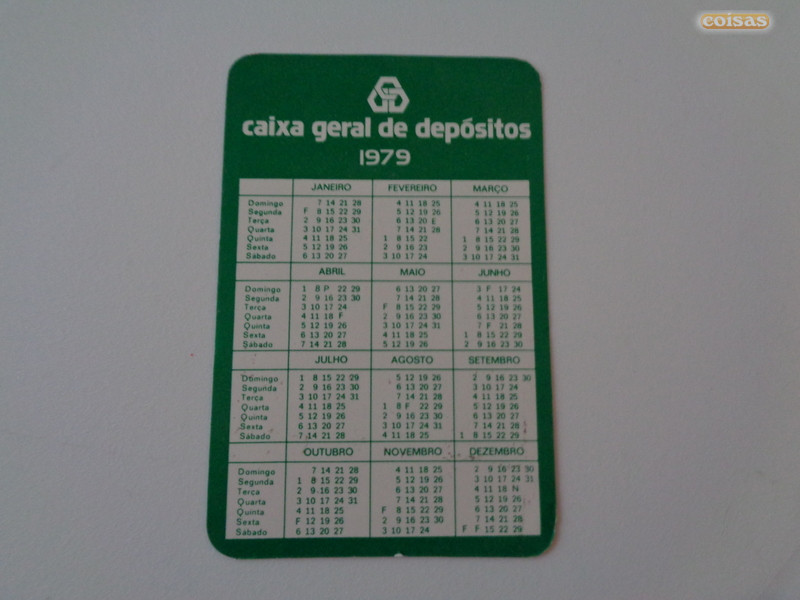 coisas
caixa geral de depósitos
1979
JANEIRO FEVEREIRO MARÇO
Domingo 7 14 21 28 4 11 18 25 4 11 18 25
Segunda F 8 15 22 29 5 12 19 26 5 12 19 26
Terça 2 9 16 23 30 6 13 20 E 6 13 20 27
Quarta 3 10 17 24 31 7 14 21 28 7 14 21 28
Quinta 4 11 18 25 1 8 15 22 1 8 15 22 29
Sexta 5 12 19 26 2 9 16 23 2 9 16 23 30
Sábado 6 13 20 27 3 10 17 24 3 10 17 24 31
ABRIL MAIO JUNHO
Domingo 1 8 P 22 29 6 13 20 27 3 F 17 24
Segunda 2 9 16 23 30 7 14 21 28 4 11 18 25
Terça 3 10 17 24 F 8 15 22 29 5 12 19 26
Quarta 4 11 18 F 2 9 16 23 30 6 13 20 27
Quinta 5 12 19 26 3 10 17 24 31 7 F 21 28
Sexta 6 13 20 27 4 11 18 25 1 8 15 22 29
Sábado 7 14 21 28 5 12 19 26 2 9 16 23 30
JULHO AGOSTO SETEMBRO
Domingo 1 8 15 22 29 5 12 19 26 2 9 16 23 30
Segunda 2 9 16 23 30 6 13 20 27 3 10 17 24
Terça 3 10 17 24 31 7 14 21 28 4 11 18 25
Quarta 4 11 18 25 1 8 F 22 29 5 12 19 26
Quinta 5 12 19 26 2 9 16 23 30 6 13 20 27
Sexta 6 13 20 27 3 10 17 24 31 7 14 21 28
Sábado 7 14 21 28 4 11 18 25 1 8 15 22 29
OUTUBRO NOVEMBRO DEZEMBRO
Domingo 7 14 21 28 4 11 18 25 2 9 16 23 30
Segunda 1 8 15 22 29 5 12 19 26 3 10 17 24 31
Terça 2 9 16 23 30 6 13 20 27 4 11 18 N
Quarta 3 10 17 24 31 7 14 21 28 5 12 19 26
Quinta 4 11 18 25 F 8 15 22 29 6 13 20 27
Sexta F 12 19 26 2 9 16 23 30 7 14 21 28
Sábado 6 13 20 27 3 10 17 24 F F 15 22 29